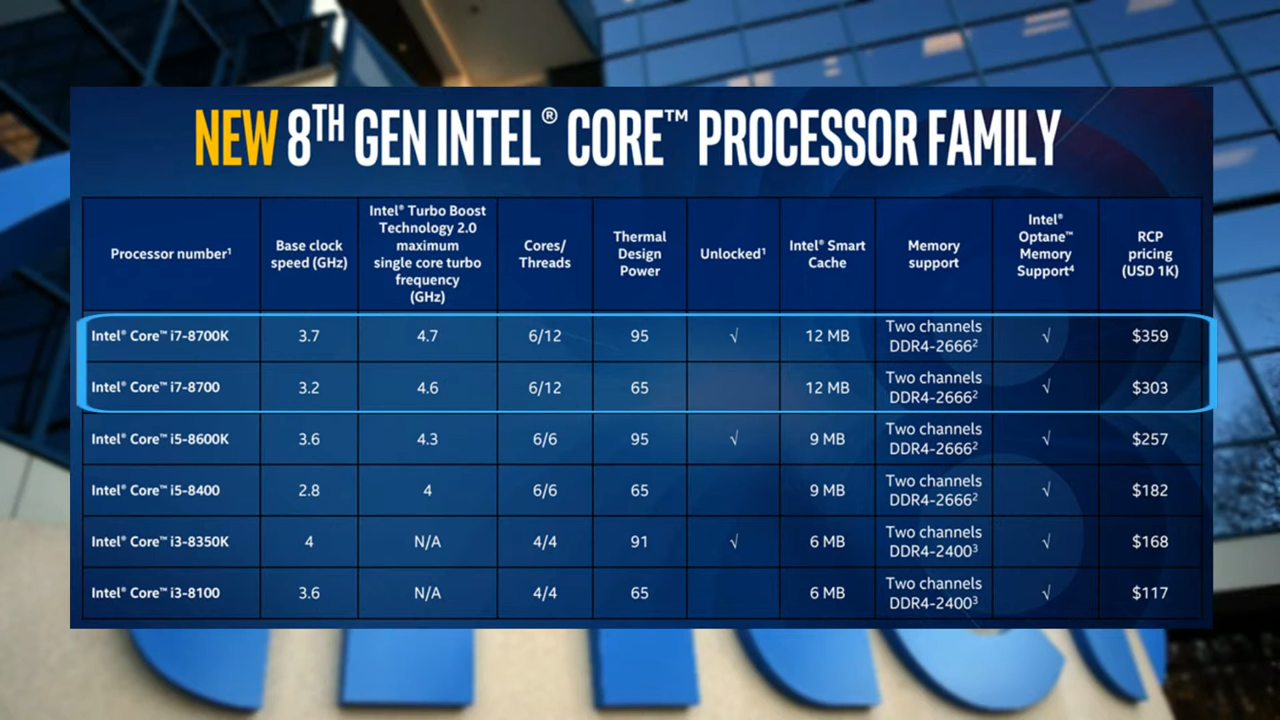 NEW 8TH GEN INTEL® CORE™ PROCESSOR FAMILY
Processor number¹
Base clock
speed (GHz)
Intel® Turbo Boost
Technology 2.0
maximum
single core turbo
frequency
(GHz)
Cores/
Threads
Thermal
Design
Power
Unlocked¹
Intel® Smart
Cache
Memory
support
Intel®
Optane™
Memory
Support⁴
RCP
pricing
(USD 1K)
Intel® Core™ i7-8700K 3.7 4.7 6/12 95 √ 12 MB Two channels
DDR4-2666² √ $359
Intel® Core™ i7-8700 3.2 4.6 6/12 65 12 MB Two channels
DDR4-2666² √ $303
Intel® Core™ i5-8600K 3.6 4.3 6/6 95 √ 9 MB Two channels
DDR4-2666² √ $257
Intel® Core™ i5-8400 2.8 4 6/6 65 9 MB Two channels
DDR4-2666² √ $182
Intel® Core™ i3-8350K 4 N/A 4/4 91 √ 6 MB Two channels
DDR4-2400³ √ $168
Intel® Core™ i3-8100 3.6 N/A 4/4 65 6 MB Two channels
DDR4-2400³ √ $117